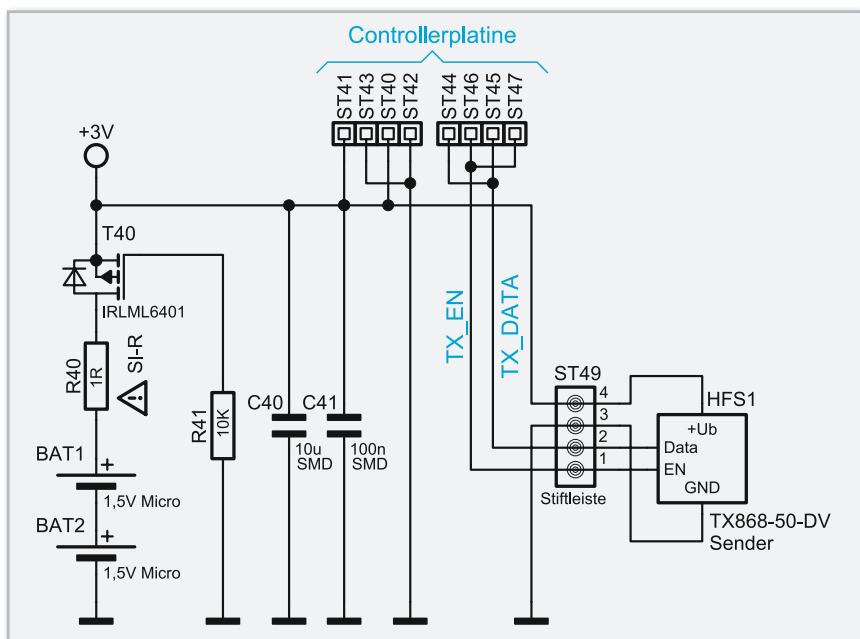 Controllerplatine
ST41
ST43
ST40
ST42
ST44
ST46
ST45
ST47
+3V
T40
IRLML6401
R40
1R
SI-R
R41
10K
C40
10u
SMD
C41
100n
SMD
BAT1
+
1,5V Micro
BAT2
+
1,5V Micro
TX_EN
TX_DATA
ST49
4
3
2
1
Stiftleiste
HFS1
+Ub
Data
EN
GND
TX868-50-DV
Sender